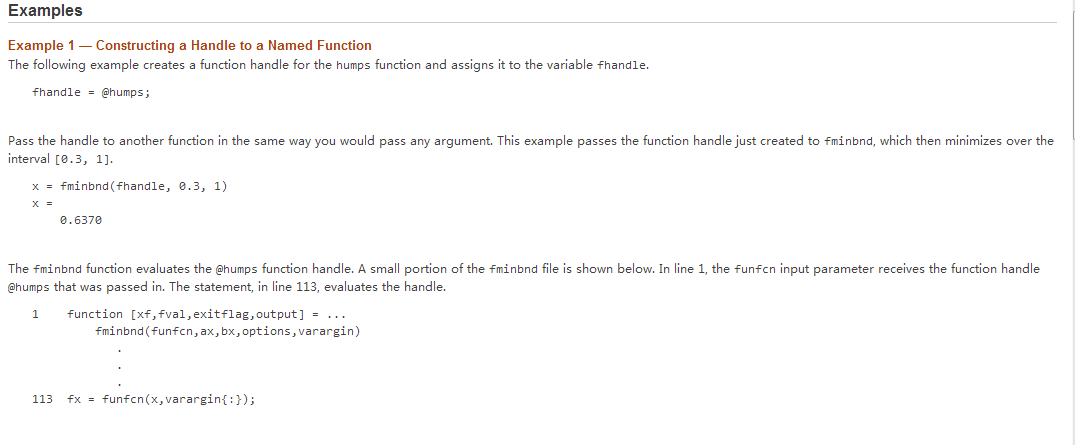 Examples
Example 1 — Constructing a Handle to a Named Function
The following example creates a function handle for the humps function and assigns it to the variable fhandle.
fhandle = @humps;
Pass the handle to another function in the same way you would pass any argument. This example passes the function handle just created to fminbnd, which then minimizes over the
interval [0.3, 1].
x = fminbnd(fhandle, 0.3, 1)
x =
0.6370
The fminbnd function evaluates the @humps function handle. A small portion of the fminbnd file is shown below. In line 1, the funfcn input parameter receives the function handle
@humps that was passed in. The statement, in line 113, evaluates the handle.
1 function [xf,fval,exitflag,output] = ...
fminbnd(funfcn,ax,bx,options,varargin)
.
.
.
113 fx = funfcn(x,varargin{:});